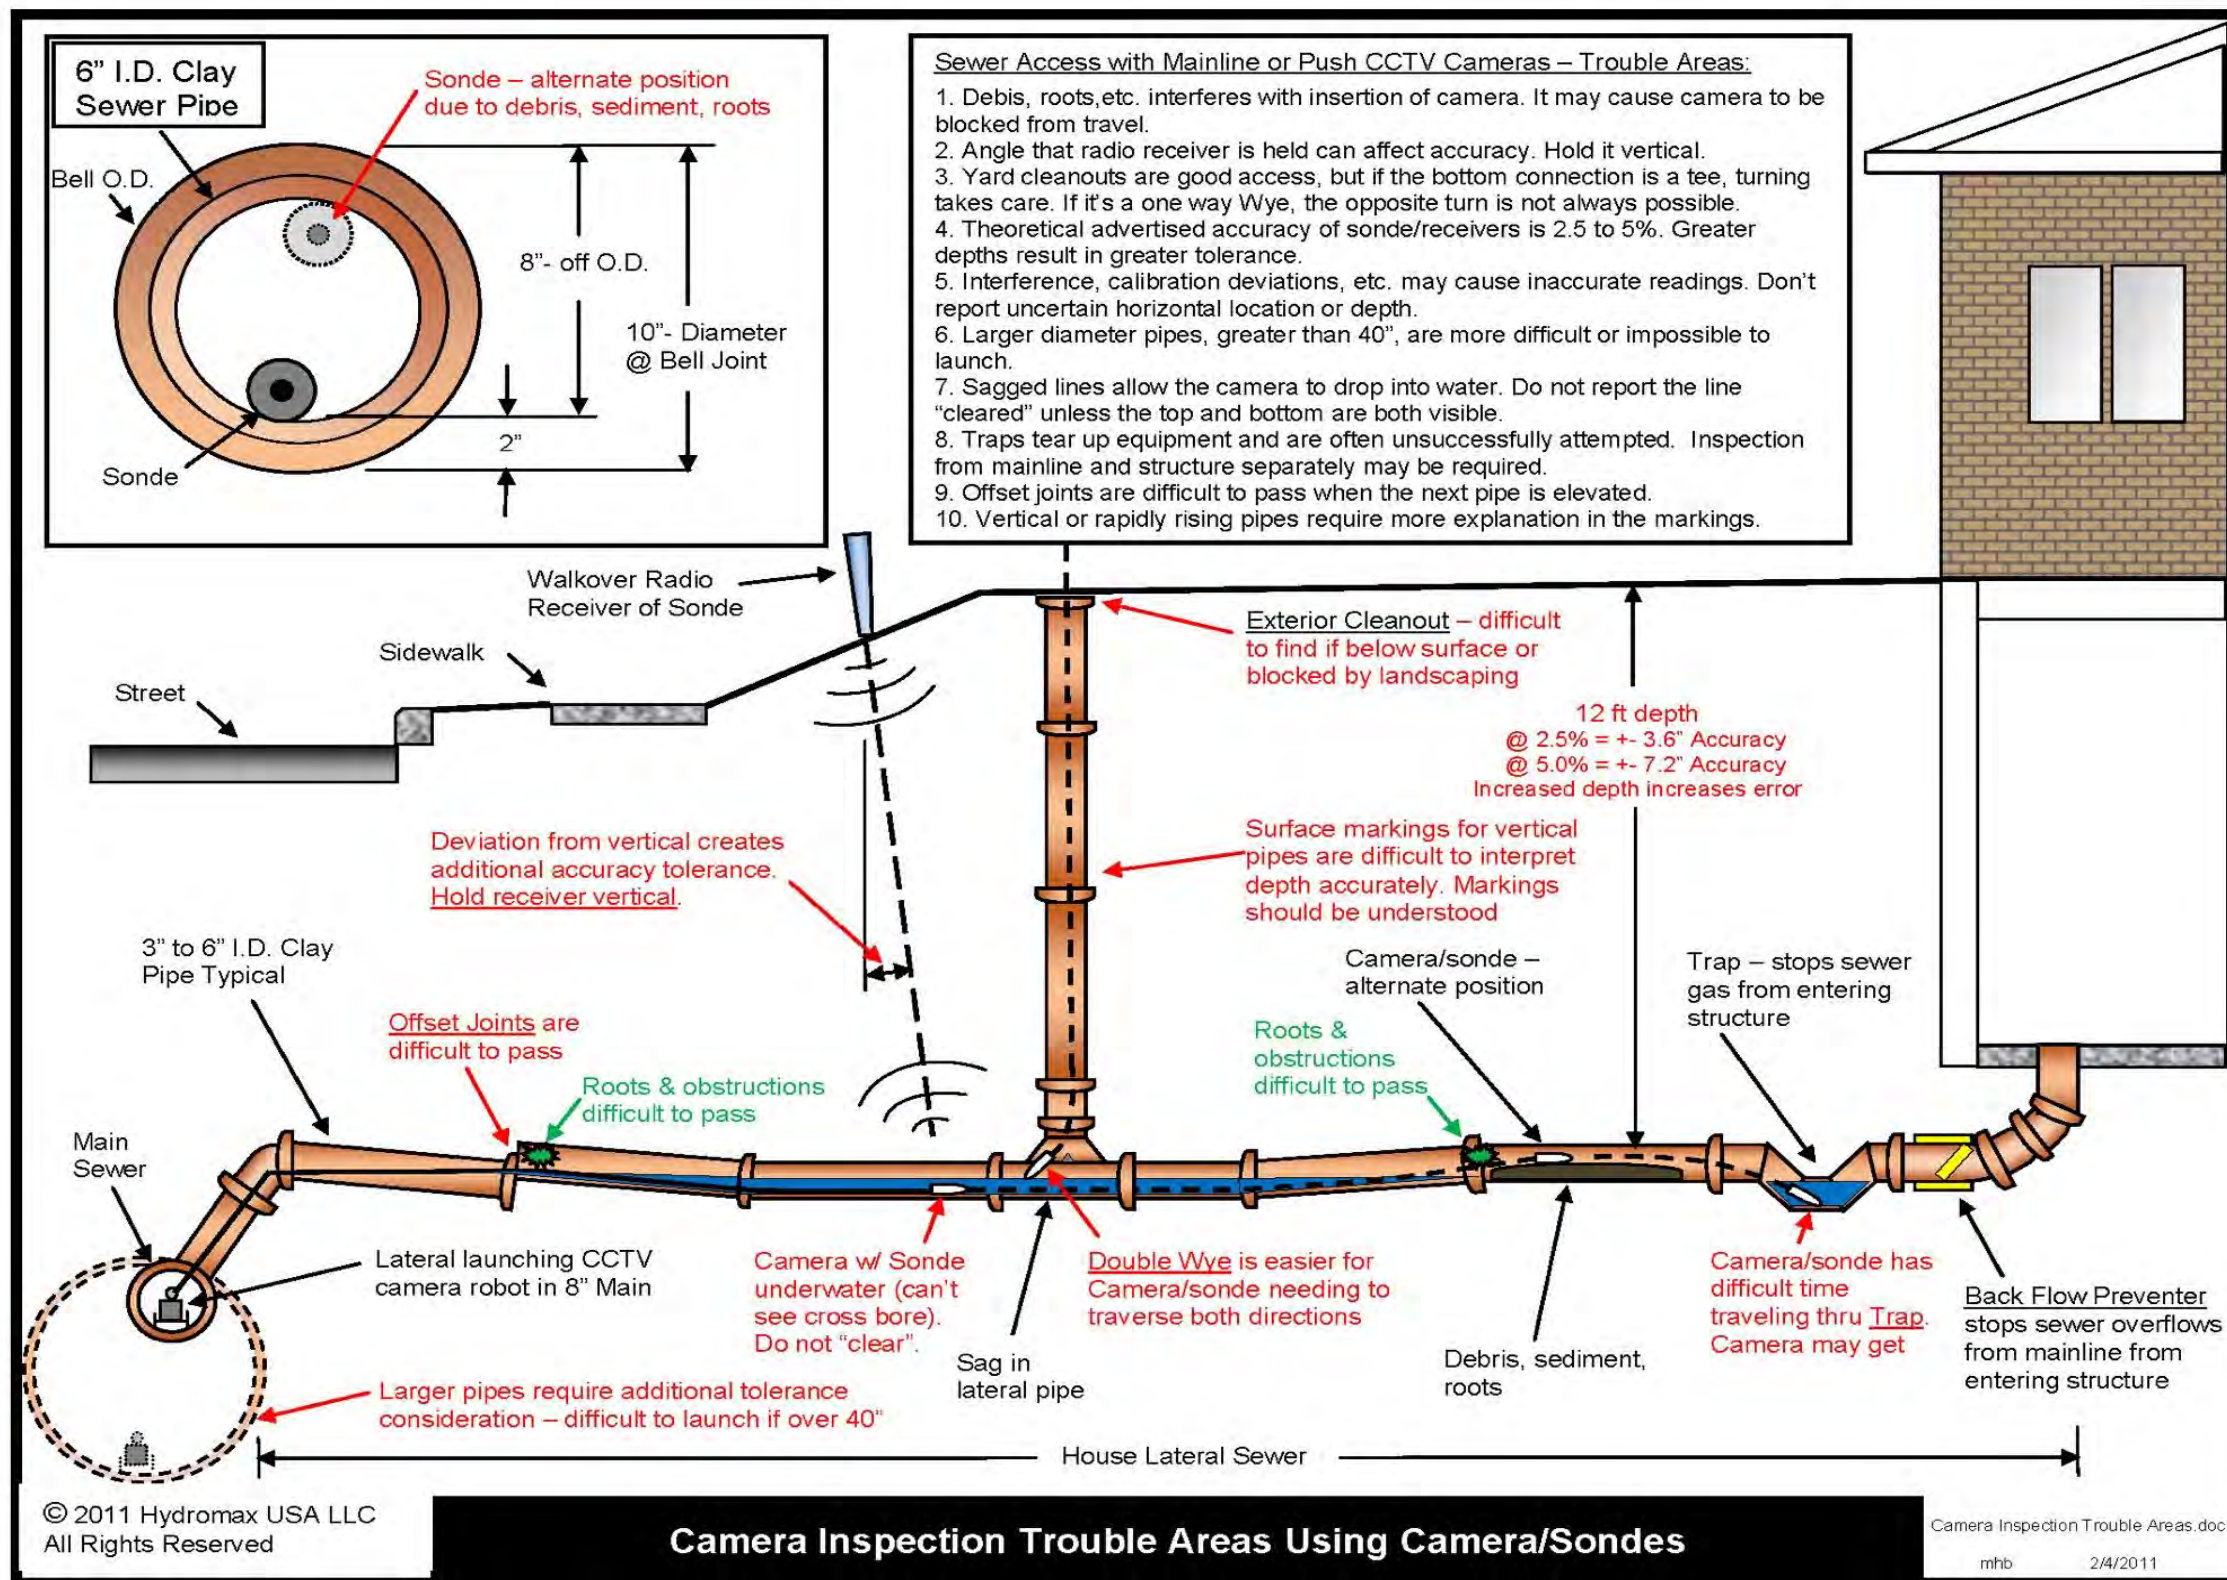 6" I.D. Clay
Sewer Pipe
Sonde – alternate position
due to debris, sediment, roots
Bell O.D.
8"- off O.D.
10"- Diameter
@ Bell Joint
2"
Sonde
Sewer Access with Mainline or Push CCTV Cameras – Trouble Areas:
1. Debis, roots,etc. interferes with insertion of camera. It may cause camera to be
blocked from travel.
2. Angle that radio receiver is held can affect accuracy. Hold it vertical.
3. Yard cleanouts are good access, but if the bottom connection is a tee, turning
takes care. If it's a one way Wye, the opposite turn is not always possible.
4. Theoretical advertised accuracy of sonde/receivers is 2.5 to 5%. Greater
depths result in greater tolerance.
5. Interference, calibration deviations, etc. may cause inaccurate readings. Don't
report uncertain horizontal location or depth.
6. Larger diameter pipes, greater than 40", are more difficult or impossible to
launch.
7. Sagged lines allow the camera to drop into water. Do not report the line
"cleared" unless the top and bottom are both visible.
8. Traps tear up equipment and are often unsuccessfully attempted. Inspection
from mainline and structure separately may be required.
9. Offset joints are difficult to pass when the next pipe is elevated.
10. Vertical or rapidly rising pipes require more explanation in the markings.
Walkover Radio
Receiver of Sonde
Sidewalk
Street
Exterior Cleanout – difficult
to find if below surface or
blocked by landscaping
12 ft depth
@ 2.5% = +- 3.6" Accuracy
@ 5.0% = +- 7.2" Accuracy
Increased depth increases error
Deviation from vertical creates
additional accuracy tolerance.
Hold receiver vertical.
Surface markings for vertical
pipes are difficult to interpret
depth accurately. Markings
should be understood
3" to 6" I.D. Clay
Pipe Typical
Camera/sonde –
alternate position
Trap – stops sewer
gas from entering
structure
Offset Joints are
difficult to pass
Roots & obstructions
difficult to pass
Roots &
obstructions
difficult to pass
Main
Sewer
Lateral launching CCTV
camera robot in 8" Main
Camera w/ Sonde
underwater (can't
see cross bore).
Do not "clear".
Double Wye is easier for
Camera/sonde needing to
traverse both directions
Sag in
lateral pipe
Debris, sediment,
roots
Camera/sonde has
difficult time
traveling thru Trap.
Camera may get
Back Flow Preventer
stops sewer overflows
from mainline from
entering structure
Larger pipes require additional tolerance
consideration – difficult to launch if over 40"
House Lateral Sewer
© 2011 Hydromax USA LLC
All Rights Reserved
Camera Inspection Trouble Areas Using Camera/Sondes
Camera Inspection Trouble Areas.doc
mhb 2/4/2011